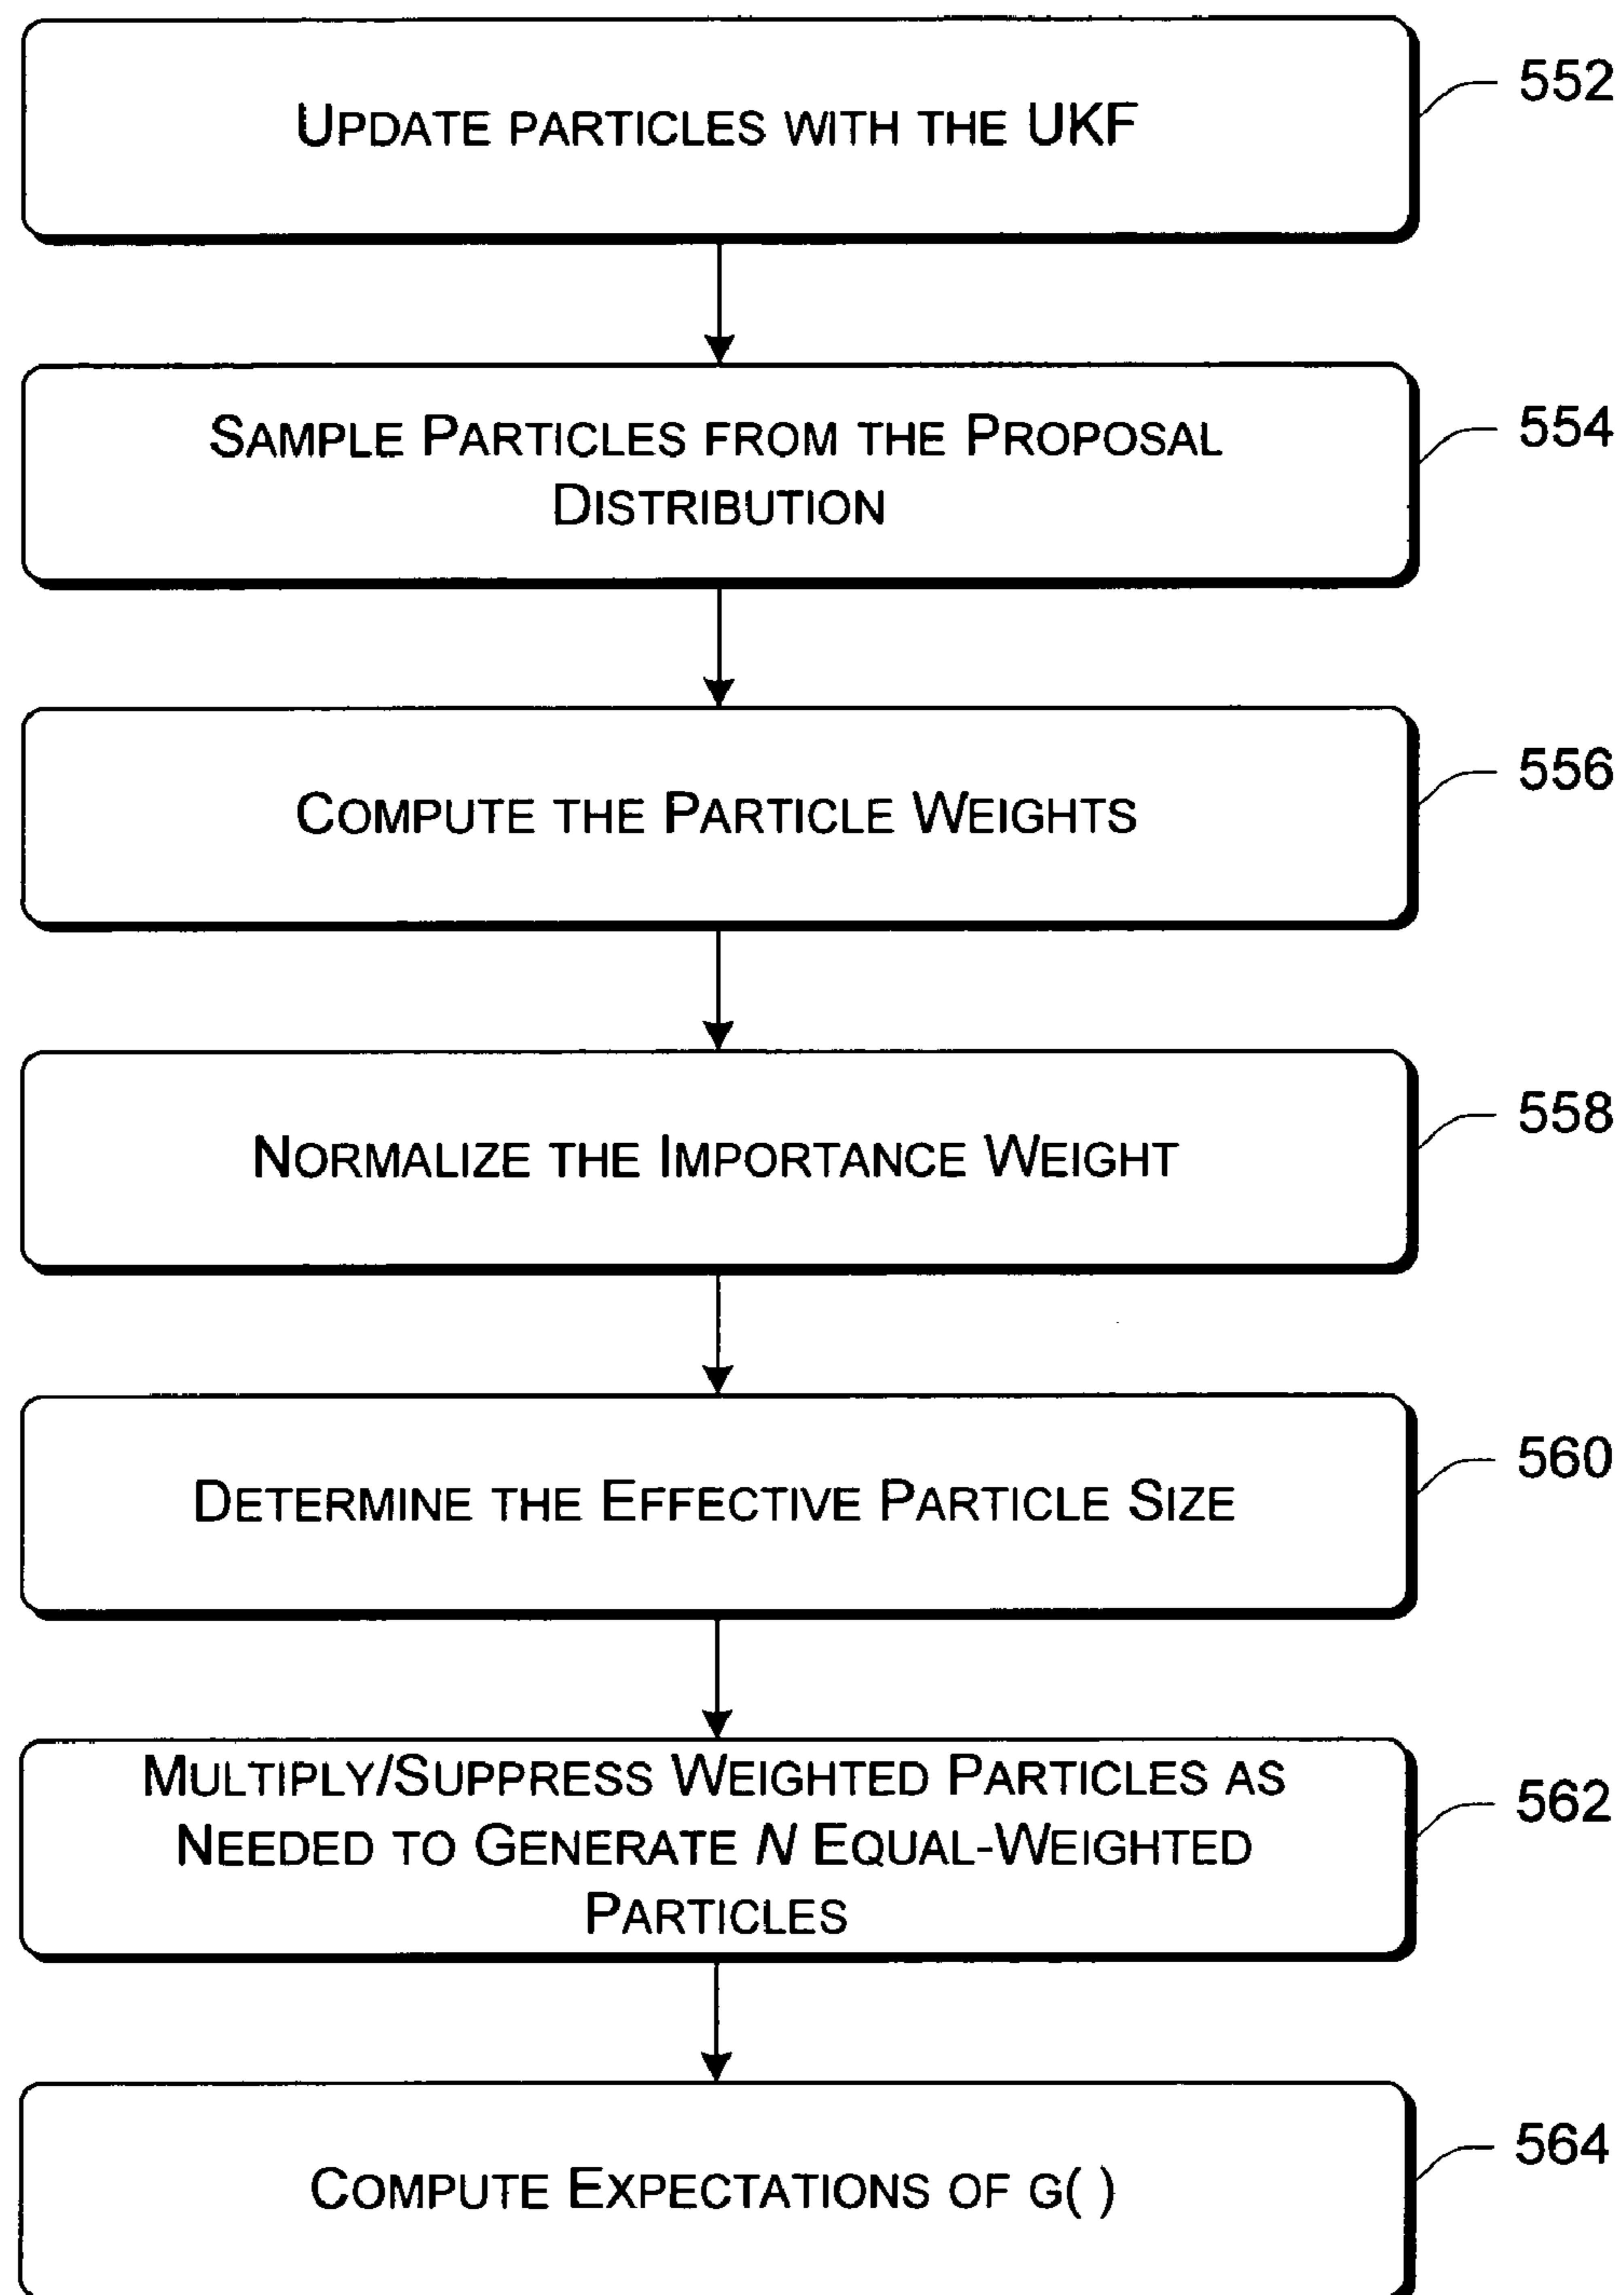 UPDATE PARTICLES WITH THE UKF
552
SAMPLE PARTICLES FROM THE PROPOSAL
DISTRIBUTION
554
COMPUTE THE PARTICLE WEIGHTS
556
NORMALIZE THE IMPORTANCE WEIGHT
558
DETERMINE THE EFFECTIVE PARTICLE SIZE
560
MULTIPLY/SUPPRESS WEIGHTED PARTICLES AS
NEEDED TO GENERATE N EQUAL-WEIGHTED
PARTICLES
562
COMPUTE EXPECTATIONS OF G( )
564